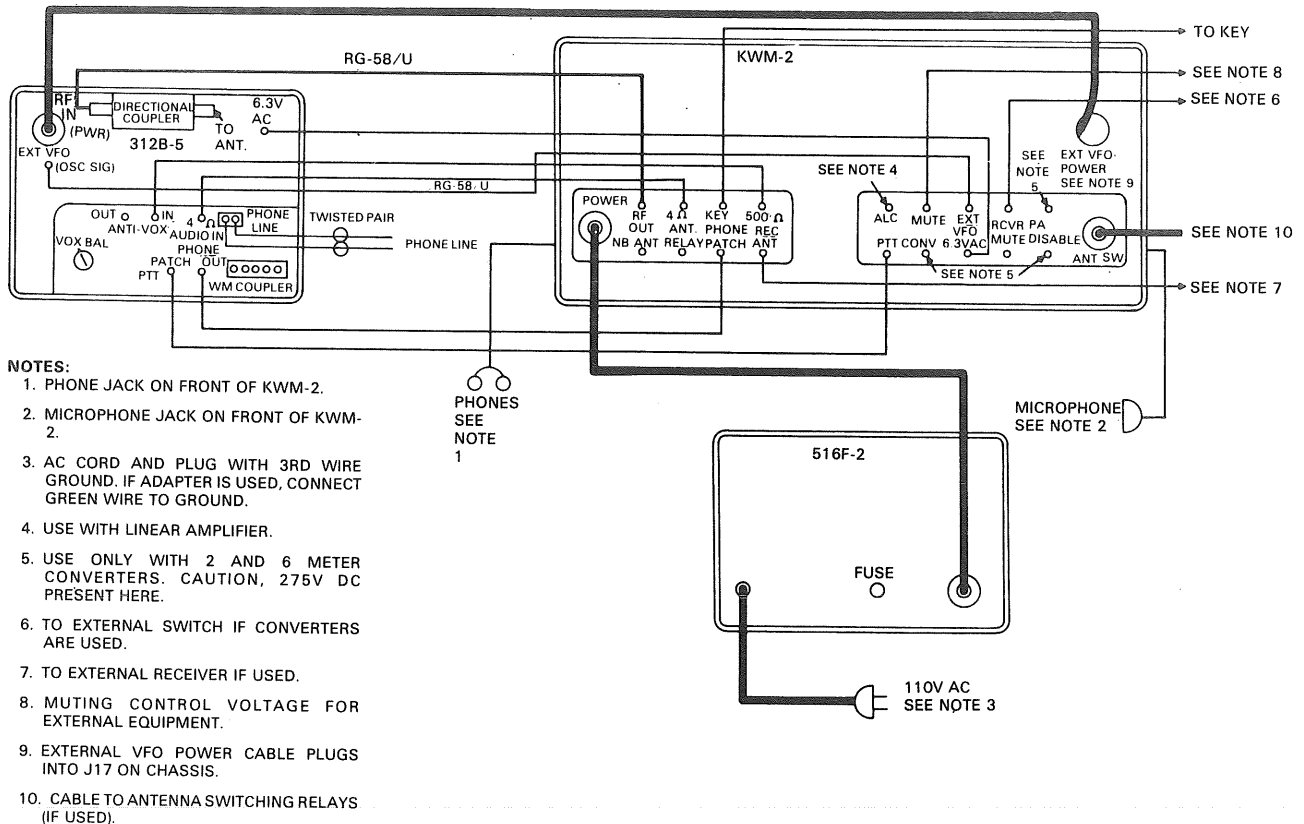 TO KEY
RG-58/U
KWM-2
SEE NOTE 8
SEE NOTE 6
RF IN
(PWR)
DIRECTIONAL COUPLER
6.3V AC
TO ANT.
312B-5
EXT VFO
(OSC SIG)
RG-58/U
SEE NOTE 4
SEE NOTE 5
EXT VFO POWER
SEE NOTE 9
OUT
IN
ANTI-VOX
4 Ω
AUDIO IN
PHONE LINE
TWISTED PAIR
PHONE LINE
VOX BAL
PHONE PATCH
OUT
PTT
WM COUPLER
POWER
RF OUT
4 Ω
KEY
500 Ω
NB ANT
ANT. RELAY
PHONE PATCH
REC ANT
ALC
MUTE
EXT VFO
RCVR MUTE
PA DISABLE
PTT
CONV
6.3VAC
ANT SW
SEE NOTE 5
SEE NOTE 10
SEE NOTE 7
PHONES
SEE
NOTE
1
MICROPHONE
SEE NOTE 2
516F-2
FUSE
110V AC
SEE NOTE 3
NOTES:
1. PHONE JACK ON FRONT OF KWM-2.
2. MICROPHONE JACK ON FRONT OF KWM-
2.
3. AC CORD AND PLUG WITH 3RD WIRE
GROUND. IF ADAPTER IS USED, CONNECT
GREEN WIRE TO GROUND.
4. USE WITH LINEAR AMPLIFIER.
5. USE ONLY WITH 2 AND 6 METER
CONVERTERS. CAUTION, 275V DC
PRESENT HERE.
6. TO EXTERNAL SWITCH IF CONVERTERS
ARE USED.
7. TO EXTERNAL RECEIVER IF USED.
8. MUTING CONTROL VOLTAGE FOR
EXTERNAL EQUIPMENT.
9. EXTERNAL VFO POWER CABLE PLUGS
INTO J17 ON CHASSIS.
10. CABLE TO ANTENNA SWITCHING RELAYS
(IF USED).